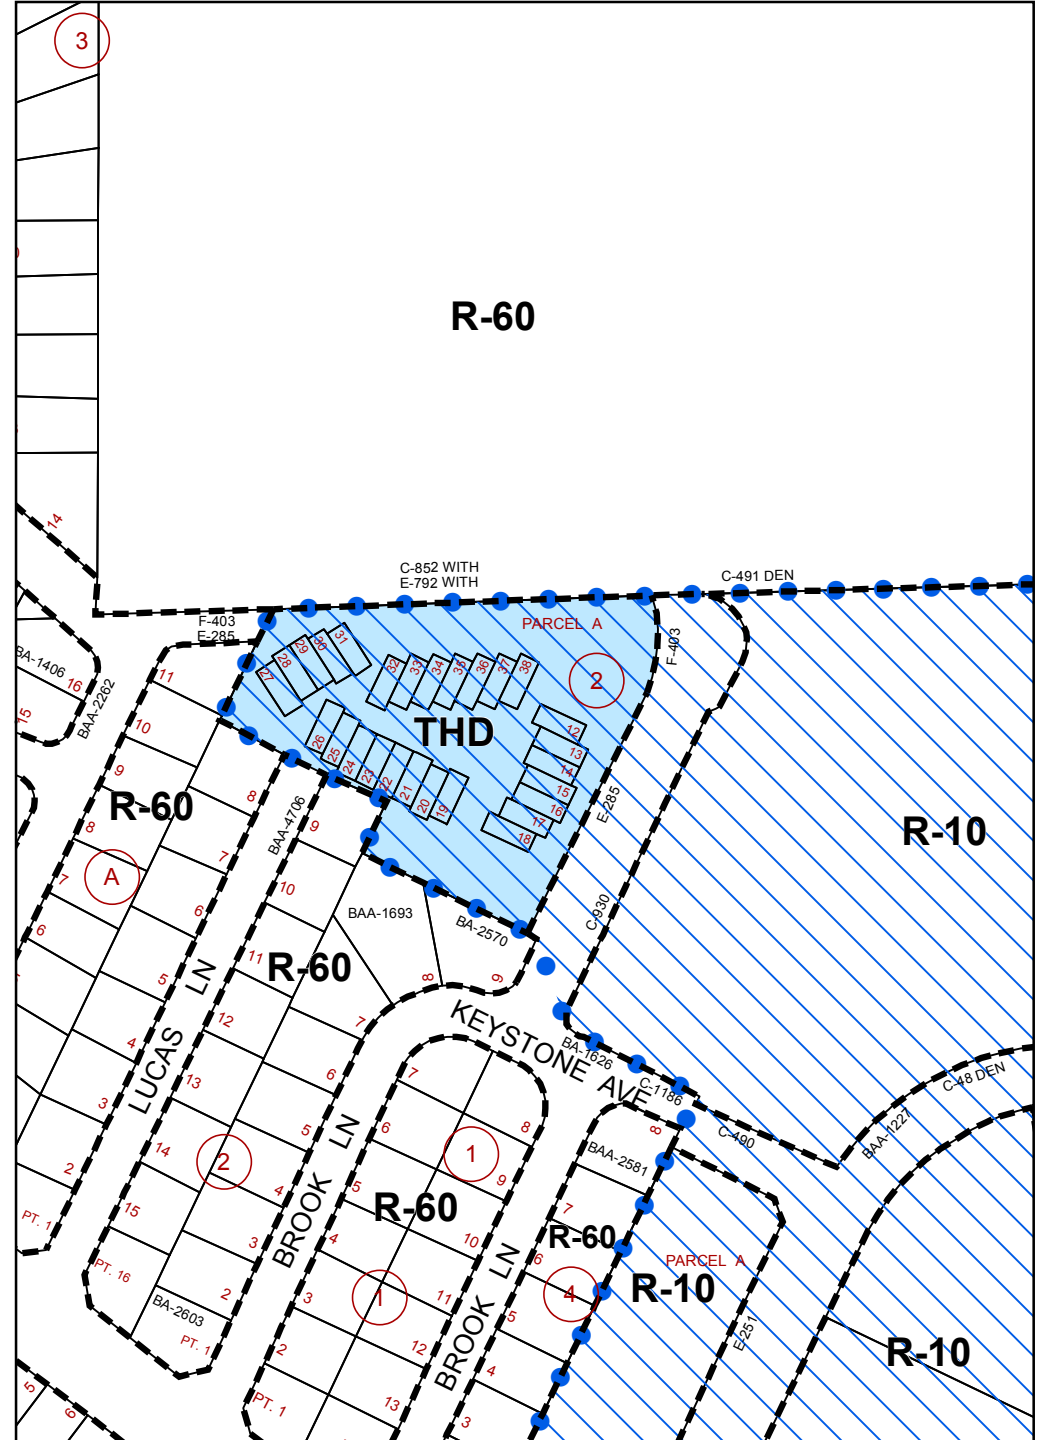 3
R-60
14
C-852 WITH
E-792 WITH
C-491 DEN
F-403
E-285
PARCEL A
F-403
31
30
29
28
27
32
33
34
35
36
37
38
2
BA-1406
16
15
BAA-2262
11
10
9
8
7
6
THD
12
13
14
15
16
17
18
26
25
24
23
22
21
20
19
E-285
R-60
8
BAA-4706
9
R-10
A
7
10
6
BAA-1693
C-930
BA-2570
11
R-60
8
9
5
LUCAS LN
12
7
KEYSTONE AVE
4
BA-1626
C-1186
C-48 DEN
13
6
7
3
5
6
8
8
C-490
BAA-1227
14
2
1
BAA-2581
2
4
5
9
15
PT. 1
BROOK LN
R-60
7
3
4
10
R-60
PT. 16
6
PARCEL A
R-10
2
3
1
11
4
BA-2603
5
BROOK LN
PT. 1
2
12
E-251
R-10
4
5
6
PT. 1
13
3